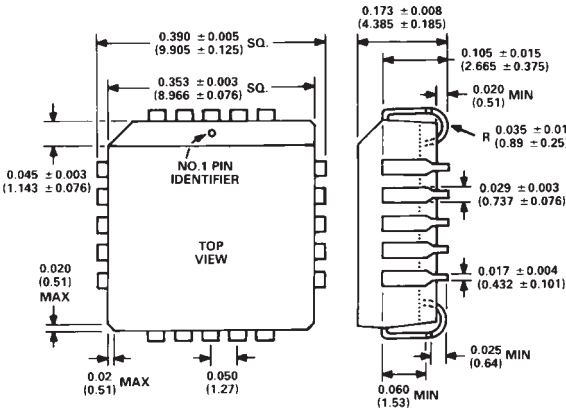 0.390 ±0.005
(9.905 ±0.125) SQ.
0.353 ±0.003
(8.966 ±0.076) SQ.
0.173 ±0.008
(4.385 ±0.185)
0.105 ±0.015
(2.665 ±0.375)
0.020
(0.51) MIN
R 0.035 ±0.01
(0.89 ±0.25)
NO.1 PIN
IDENTIFIER
0.045 ±0.003
(1.143 ±0.076)
0.029 ±0.003
(0.737 ±0.076)
TOP
VIEW
0.020
(0.51)
MAX
0.017 ±0.004
(0.432 ±0.101)
0.02
(0.51) MAX
0.050
(1.27)
0.025
(0.64) MIN
0.060
(1.53) MIN